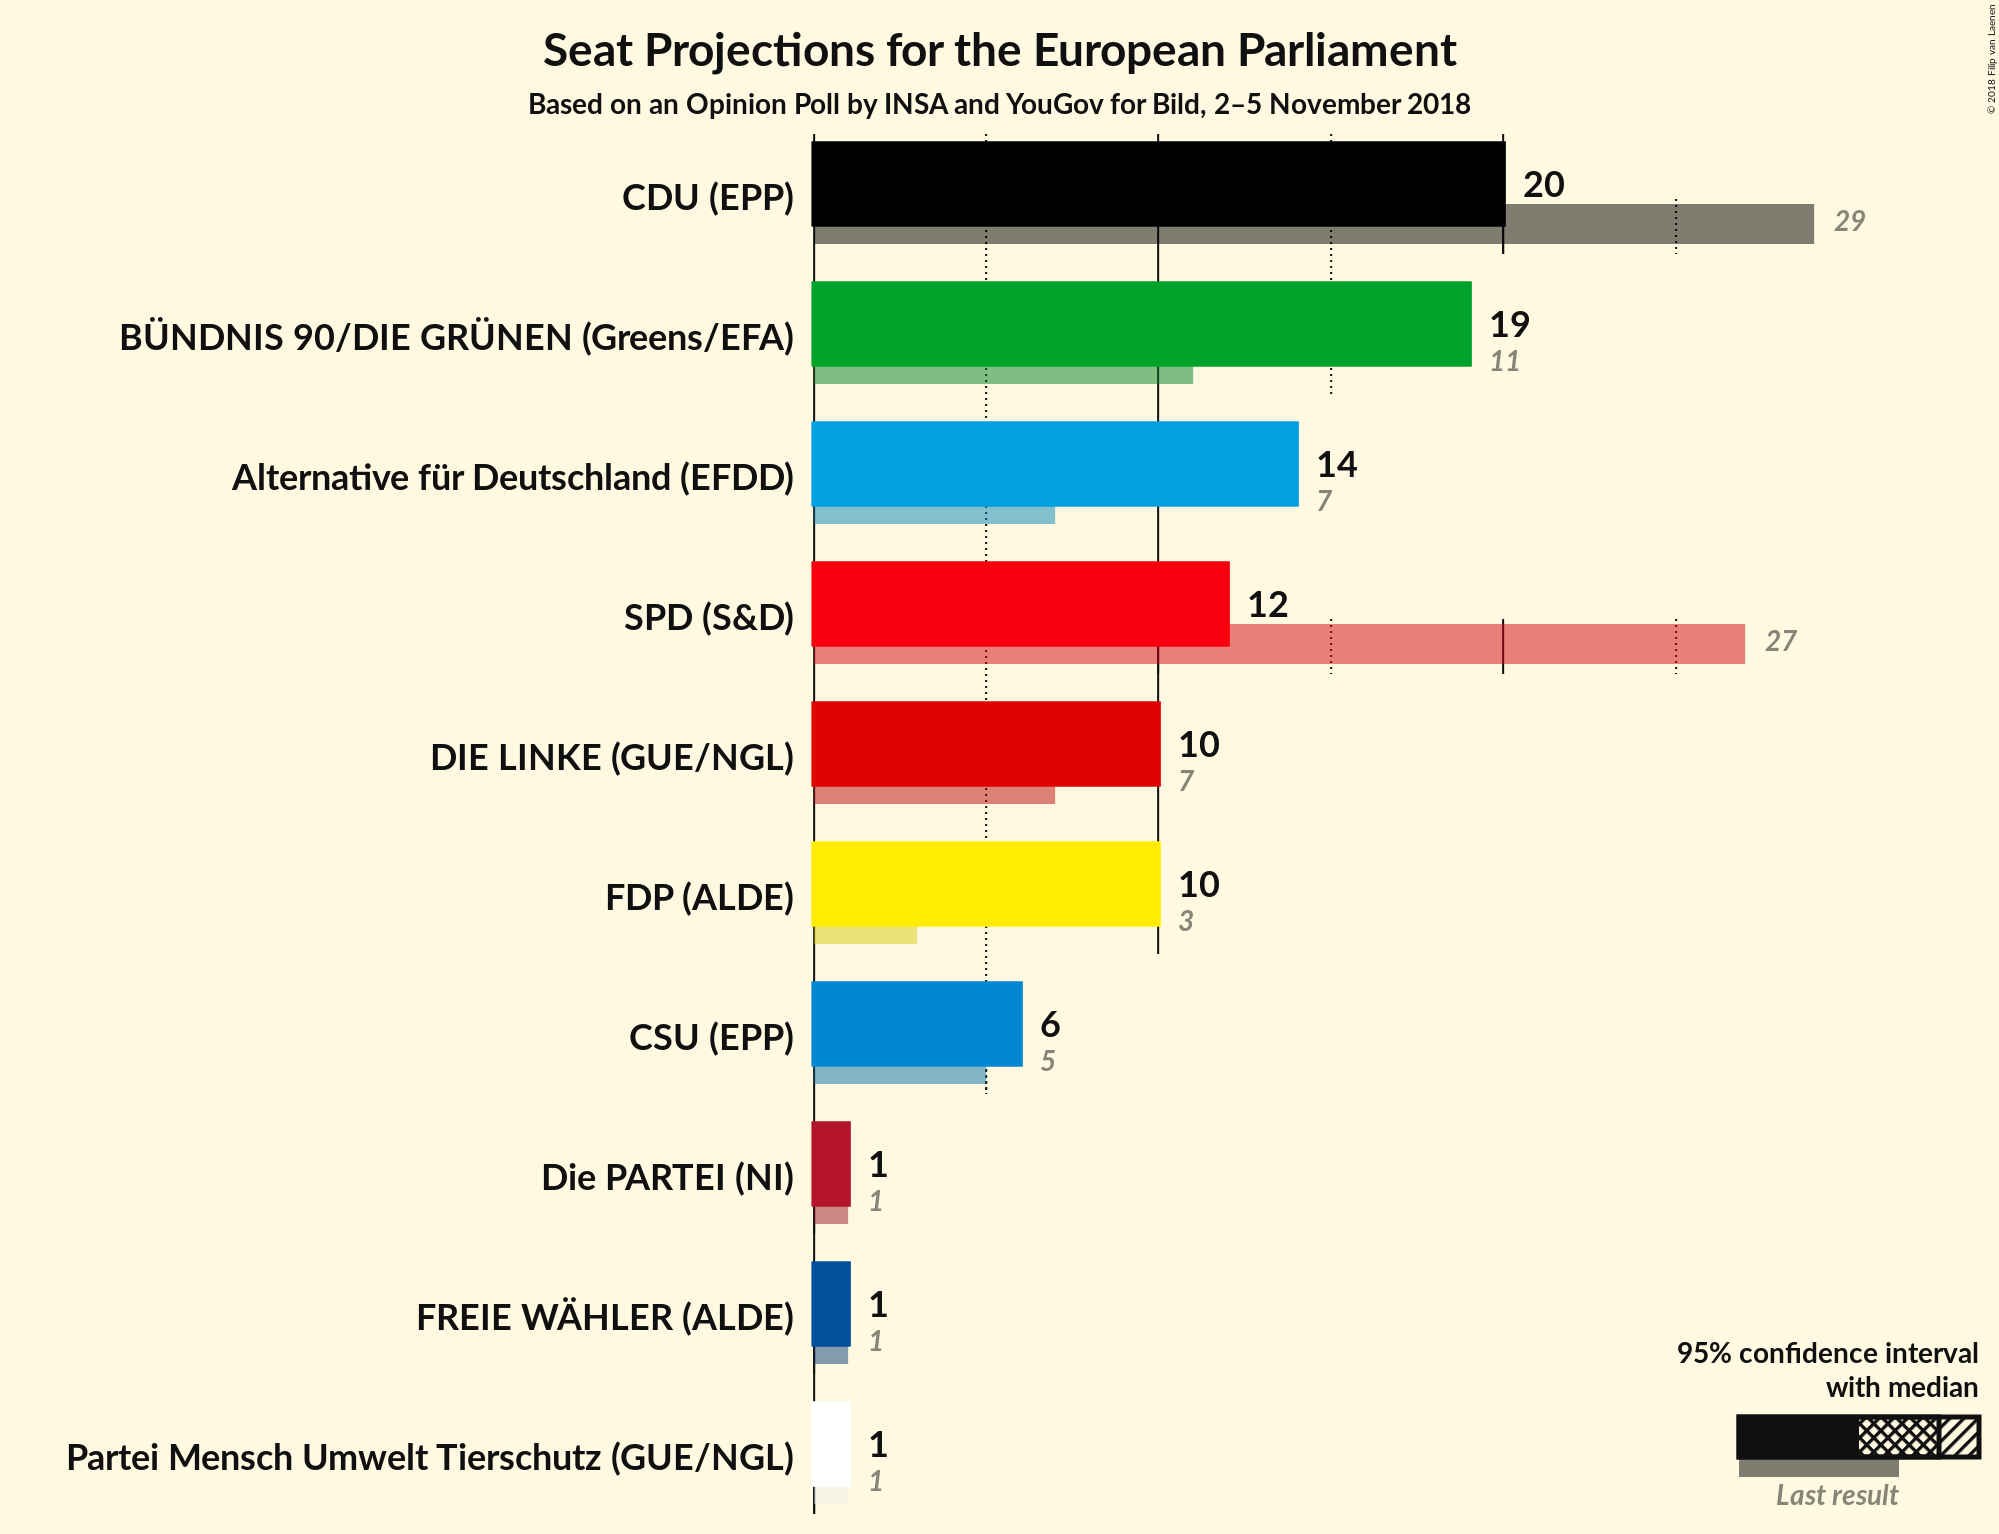 Seat Projections for the European Parliament
Based on an Opinion Poll by INSA and YouGov for Bild, 2–5 November 2018
© 2018 Filip van Laenen
CDU (EPP)
20
29
BÜNDNIS 90/DIE GRÜNEN (Greens/EFA)
19
11
Alternative für Deutschland (EFDD)
14
7
SPD (S&D)
12
27
DIE LINKE (GUE/NGL)
10
7
FDP (ALDE)
10
3
CSU (EPP)
6
5
Die PARTEI (NI)
1
1
FREIE WÄHLER (ALDE)
1
1
Partei Mensch Umwelt Tierschutz (GUE/NGL)
1
1
95% confidence interval
with median
Last result